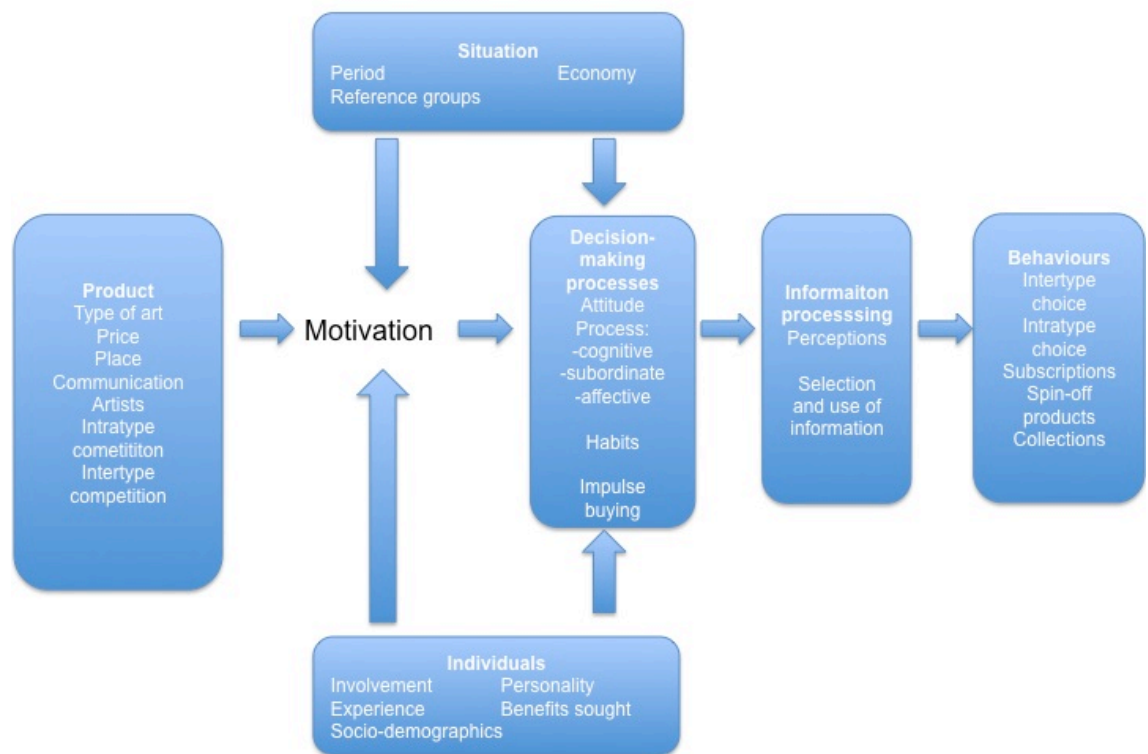 Situation
Period Economy
Reference groups
Product
Type of art
Price
Place
Communication
Artists
Intratype
cometititon
Intertype
competition
Motivation
Decision-
making
processes
Attitude
Process:
-cognitive
-subordinate
-affective
Habits
Impulse
buying
Informaiton
processsing
Perceptions
Selection
and use of
information
Behaviours
Intertype
choice
Intratype
choice
Subscriptions
Spin-off
products
Collections
Individuals
Involvement Personality
Experience Benefits sought
Socio-demographics